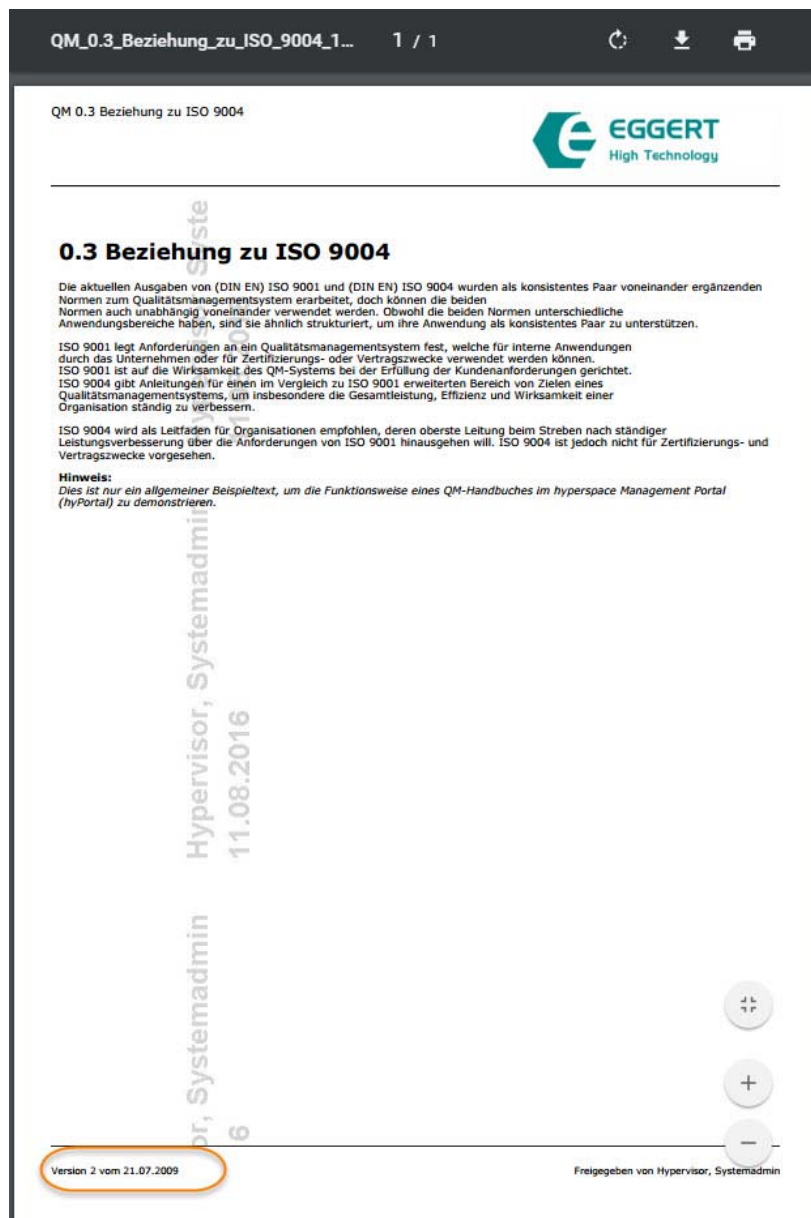 QM_0.3_Beziehung_zu_ISO_9004_1... 1 / 1
QM 0.3 Beziehung zu ISO 9004
EGGERT
High Technology
0.3 Beziehung zu ISO 9004
Die aktuellen Ausgaben von (DIN EN) ISO 9001 und (DIN EN) ISO 9004 wurden als konsistentes Paar voneinander ergänzenden
Normen zum Qualitätsmanagementsystem erarbeitet, doch können die beiden
Normen auch unabhängig voneinander verwendet werden. Obwohl die beiden Normen unterschiedliche
Anwendungsbereiche haben, sind sie ähnlich strukturiert, um ihre Anwendung als konsistentes Paar zu unterstützen.
ISO 9001 legt Anforderungen an ein Qualitätsmanagementsystem fest, welche für interne Anwendungen
durch das Unternehmen oder für Zertifizierungs- oder Vertragszwecke verwendet werden können.
ISO 9001 ist auf die Wirksamkeit des QM-Systems bei der Erfüllung der Kundenanforderungen gerichtet.
ISO 9004 gibt Anleitungen für einen im Vergleich zu ISO 9001 erweiterten Bereich von Zielen eines
Qualitätsmanagementsystems, um insbesondere die Gesamtleistung, Effizienz und Wirksamkeit einer
Organisation ständig zu verbessern.
ISO 9004 wird als Leitfaden für Organisationen empfohlen, deren oberste Leitung beim Streben nach ständiger
Leistungsverbesserung über die Anforderungen von ISO 9001 hinausgehen will. ISO 9004 ist jedoch nicht für Zertifizierungs- und
Vertragszwecke vorgesehen.
Hinweis:
Dies ist nur ein allgemeiner Beispieltext, um die Funktionsweise eines QM-Handbuches im hyperspace Management Portal
(hyPortal) zu demonstrieren.
Hypervisor, Systemadmin
11.08.2016
or, Systemadmin
6
Version 2 vom 21.07.2009
Freigegeben von Hypervisor, Systemadmin